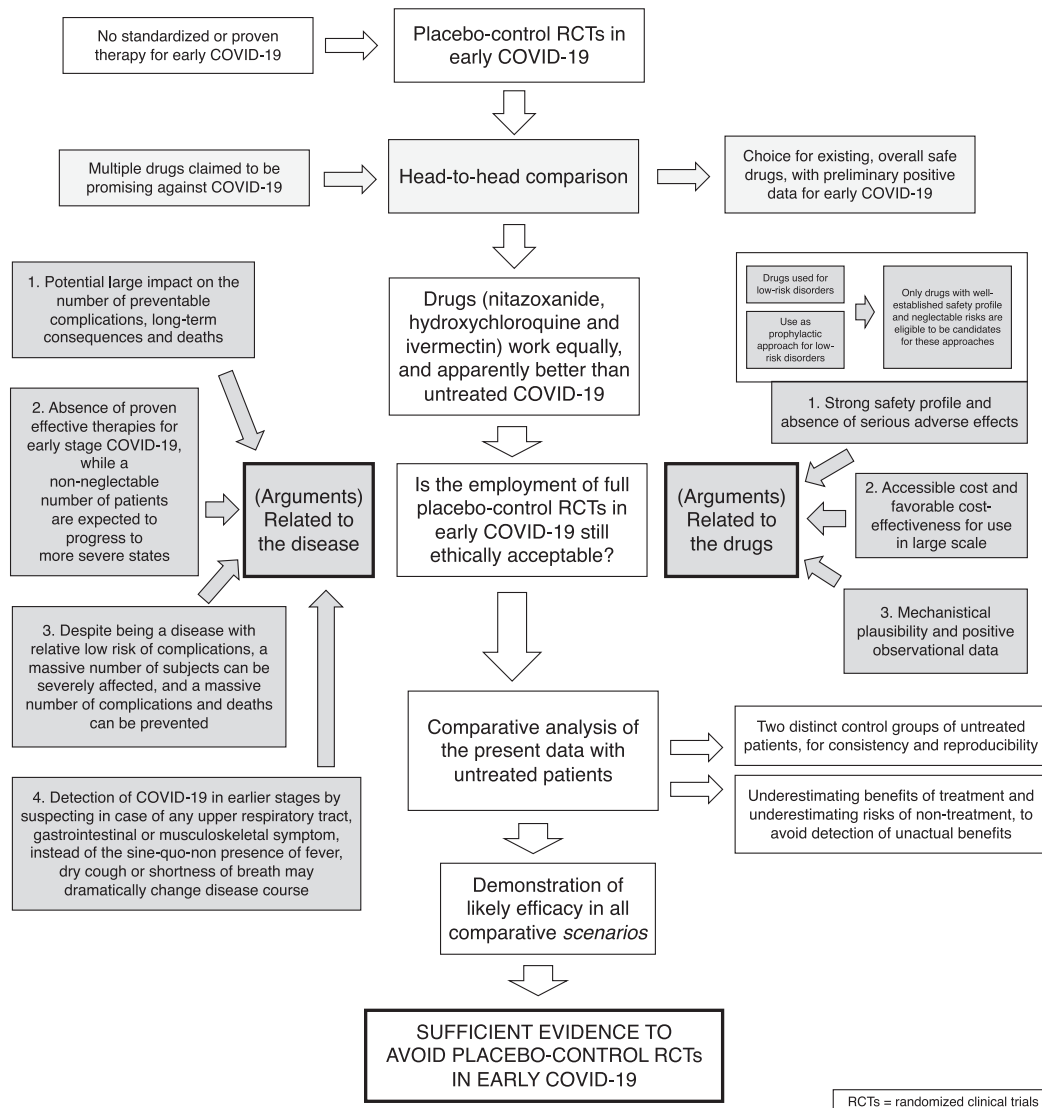 No standardized or proven
therapy for early COVID-19
Placebo-control RCTs in
early COVID-19
Multiple drugs claimed to be
promising against COVID-19
Head-to-head comparison
Choice for existing, overall safe
drugs, with preliminary positive
data for early COVID-19
1. Potential large impact on the
number of preventable
complications, long-term
consequences and deaths
Drugs (nitazoxanide,
hydroxychloroquine and
ivermectin) work equally,
and apparently better than
untreated COVID-19
Drugs used for
low-risk disorders
Use as
prophylactic
approach for low-
risk disorders
Only drugs with well-
established safety profile
and neglectable risks are
eligible to be candidates
for these approaches
1. Strong safety profile and
absence of serious adverse effects
2. Absence of proven
effective therapies for
early stage COVID-19,
while a
non-neglectable
number of patients
are expected to
progress to
more severe states
(Arguments)
Related to
the disease
Is the employment of full
placebo-control RCTs in
early COVID-19 still
ethically acceptable?
(Arguments)
Related to
the drugs
2. Accessible cost and
favorable cost-
effectiveness for use
in large scale
3. Mechanistical
plausibility and positive
observational data
3. Despite being a disease with
relative low risk of complications, a
massive number of subjects can be
severely affected, and a massive
number of complications and deaths
can be prevented
Comparative analysis of
the present data with
untreated patients
Two distinct control groups of untreated
patients, for consistency and reproducibility
Underestimating benefits of treatment and
underestimating risks of non-treatment, to
avoid detection of unactual benefits
4. Detection of COVID-19 in earlier stages by
suspecting in case of any upper respiratory tract,
gastrointestinal or musculoskeletal symptom,
instead of the sine-quo-non presence of fever,
dry cough or shortness of breath may
dramatically change disease course
Demonstration of
likely efficacy in all
comparative scenarios
SUFFICIENT EVIDENCE TO
AVOID PLACEBO-CONTROL RCTs
IN EARLY COVID-19
RCTs = randomized clinical trials